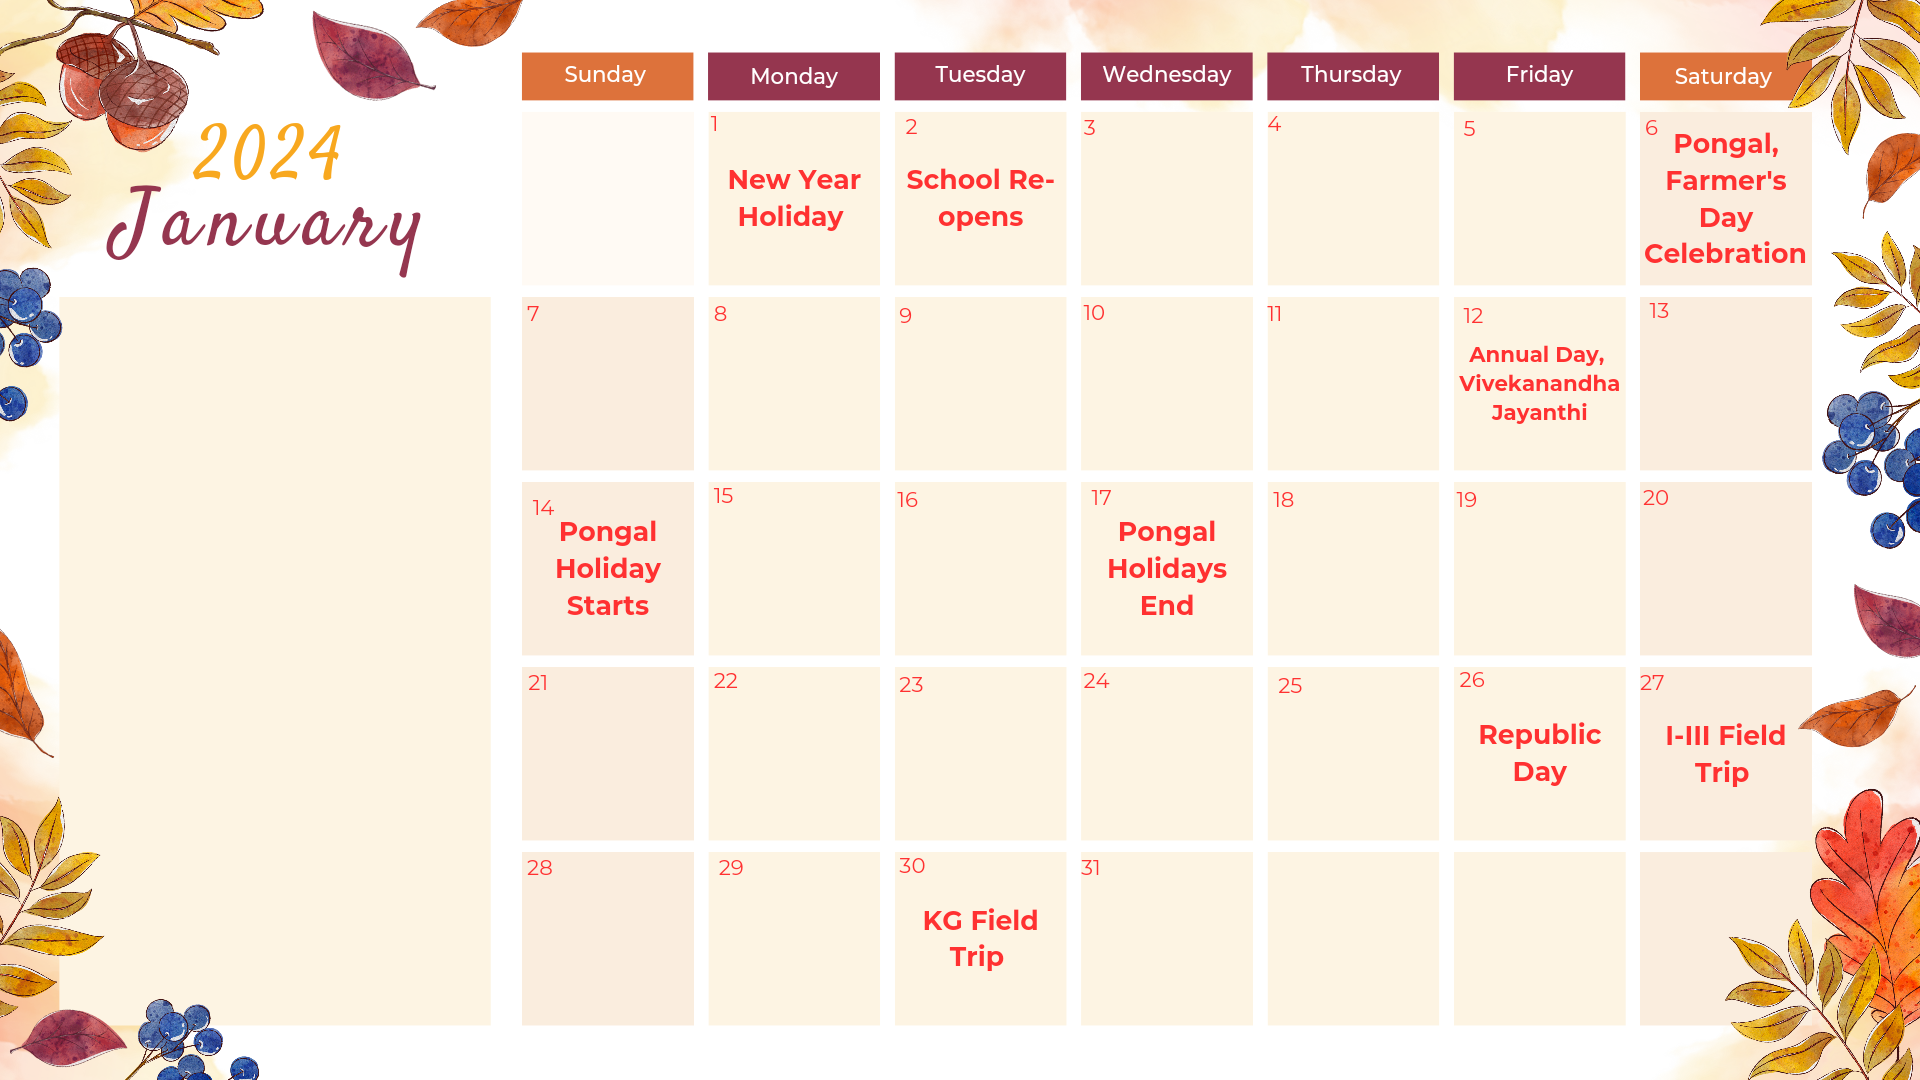 2024
January
Sunday
Monday
Tuesday
Wednesday
Thursday
Friday
Saturday
1
New Year
Holiday
2
School Re-
opens
3
4
5
6
Pongal,
Farmer's
Day
Celebration
7
8
9
10
11
12
Annual Day,
Vivekanandha
Jayanthi
13
14
Pongal
Holiday
Starts
15
16
17
Pongal
Holidays
End
18
19
20
21
22
23
24
25
26
Republic
Day
27
I-III Field
Trip
28
29
30
KG Field
Trip
31